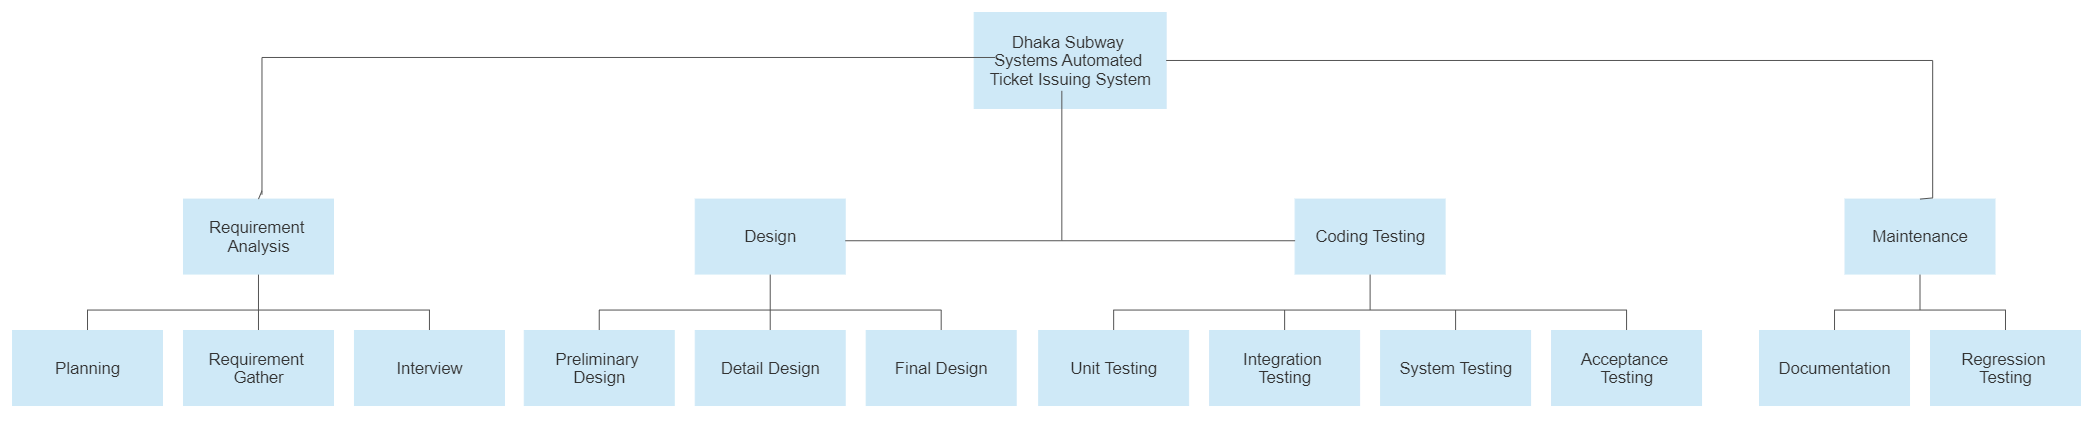 Dhaka Subway
Systems Automated
Ticket Issuing System
Requirement
Analysis
Design
Coding Testing
Maintenance
Planning
Requirement
Gather
Interview
Preliminary
Design
Detail Design
Final Design
Unit Testing
Integration
Testing
System Testing
Acceptance
Testing
Documentation
Regression
Testing